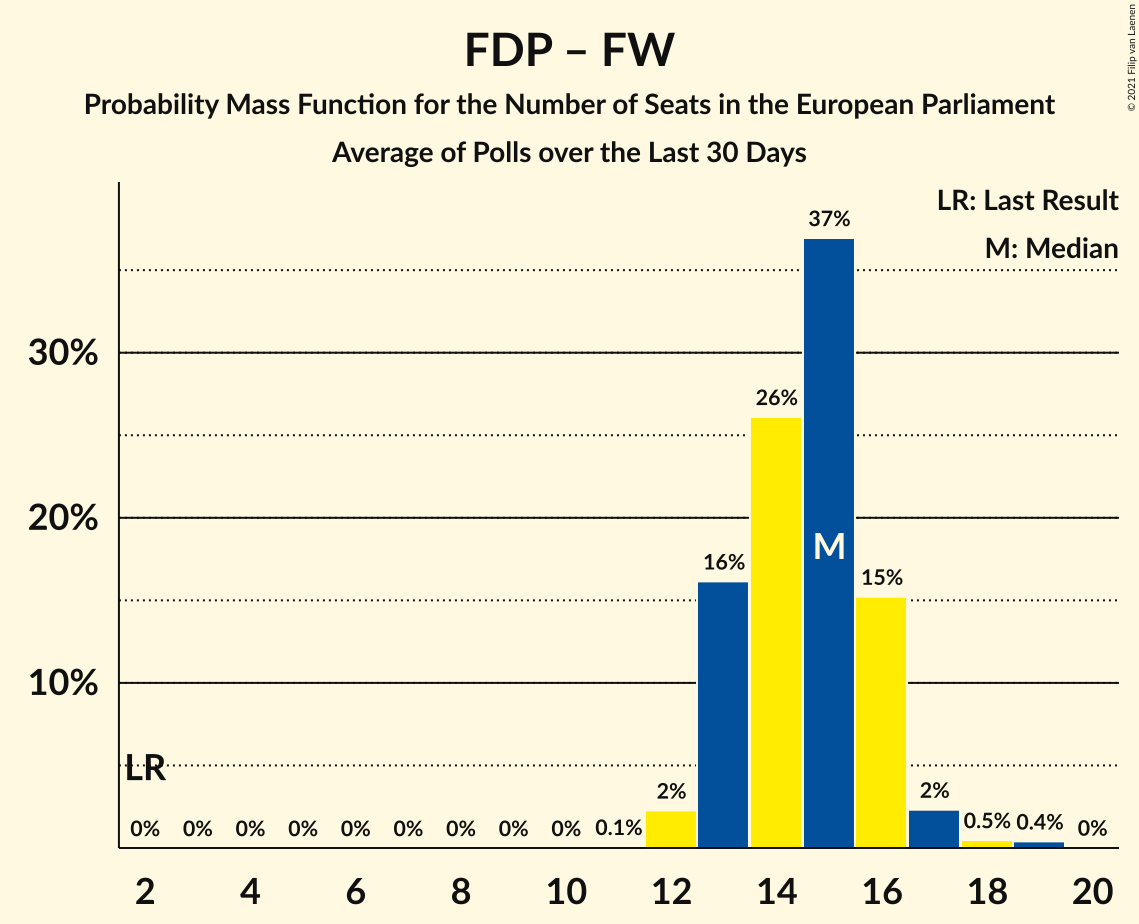 FDP – FW
Probability Mass Function for the Number of Seats in the European Parliament
Average of Polls over the Last 30 Days
© 2021 Filip van Laenen
LR: Last Result
M: Median
37%
30%
26%
20%
M
16%
15%
10%
LR
0% 0% 0% 0% 0% 0% 0% 0% 0% 0.1% 2% 2% 0.5% 0.4% 0%
2 4 6 8 10 12 14 16 18 20